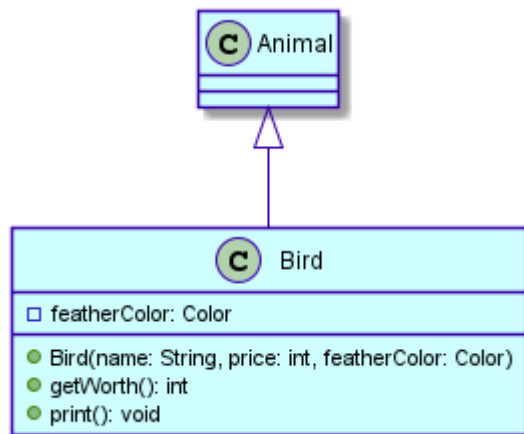 C Animal
C Bird
featherColor: Color
Bird(name: String, price: int, featherColor: Color)
getWorth(): int
print(): void